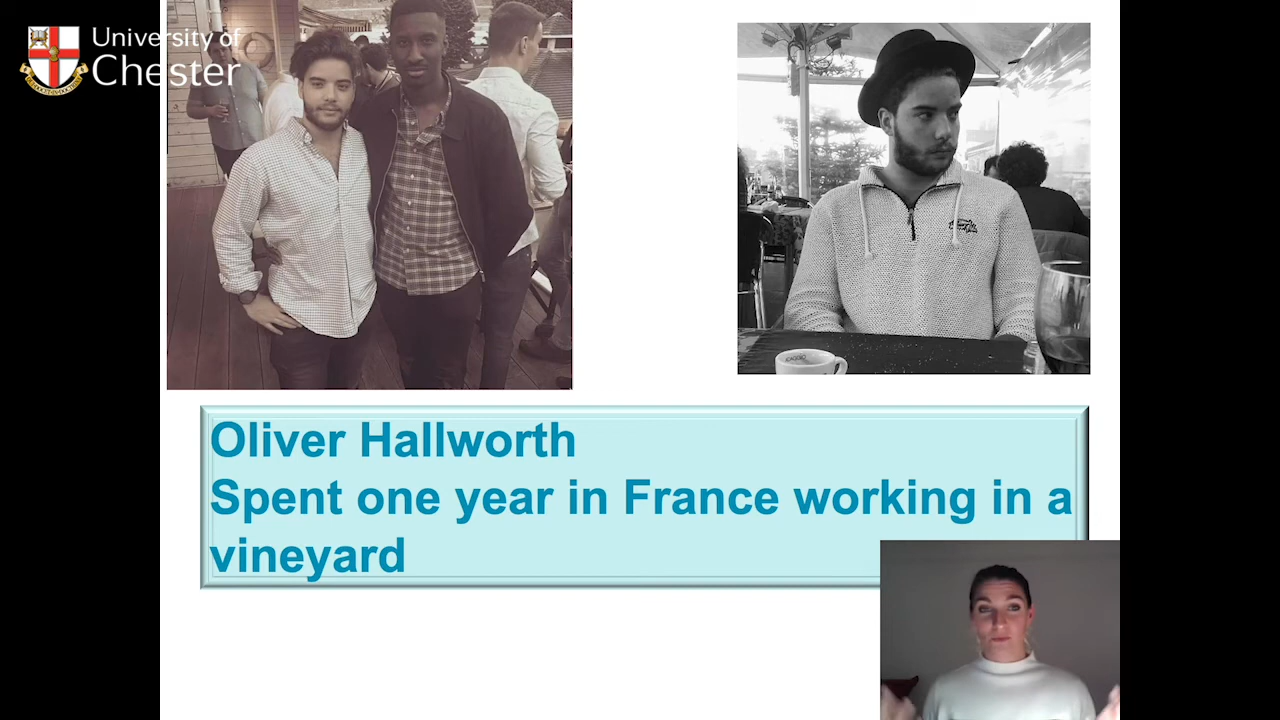 University of
Chester
Oliver Hallworth
Spent one year in France working in a
vineyard